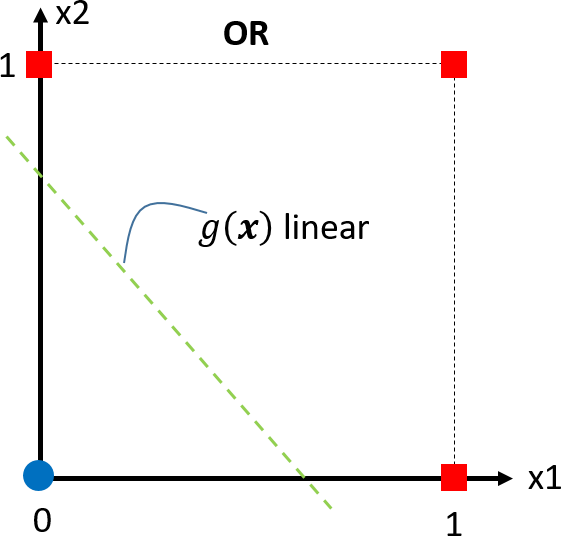 x2
OR
1
g(x) linear
x1
0
1